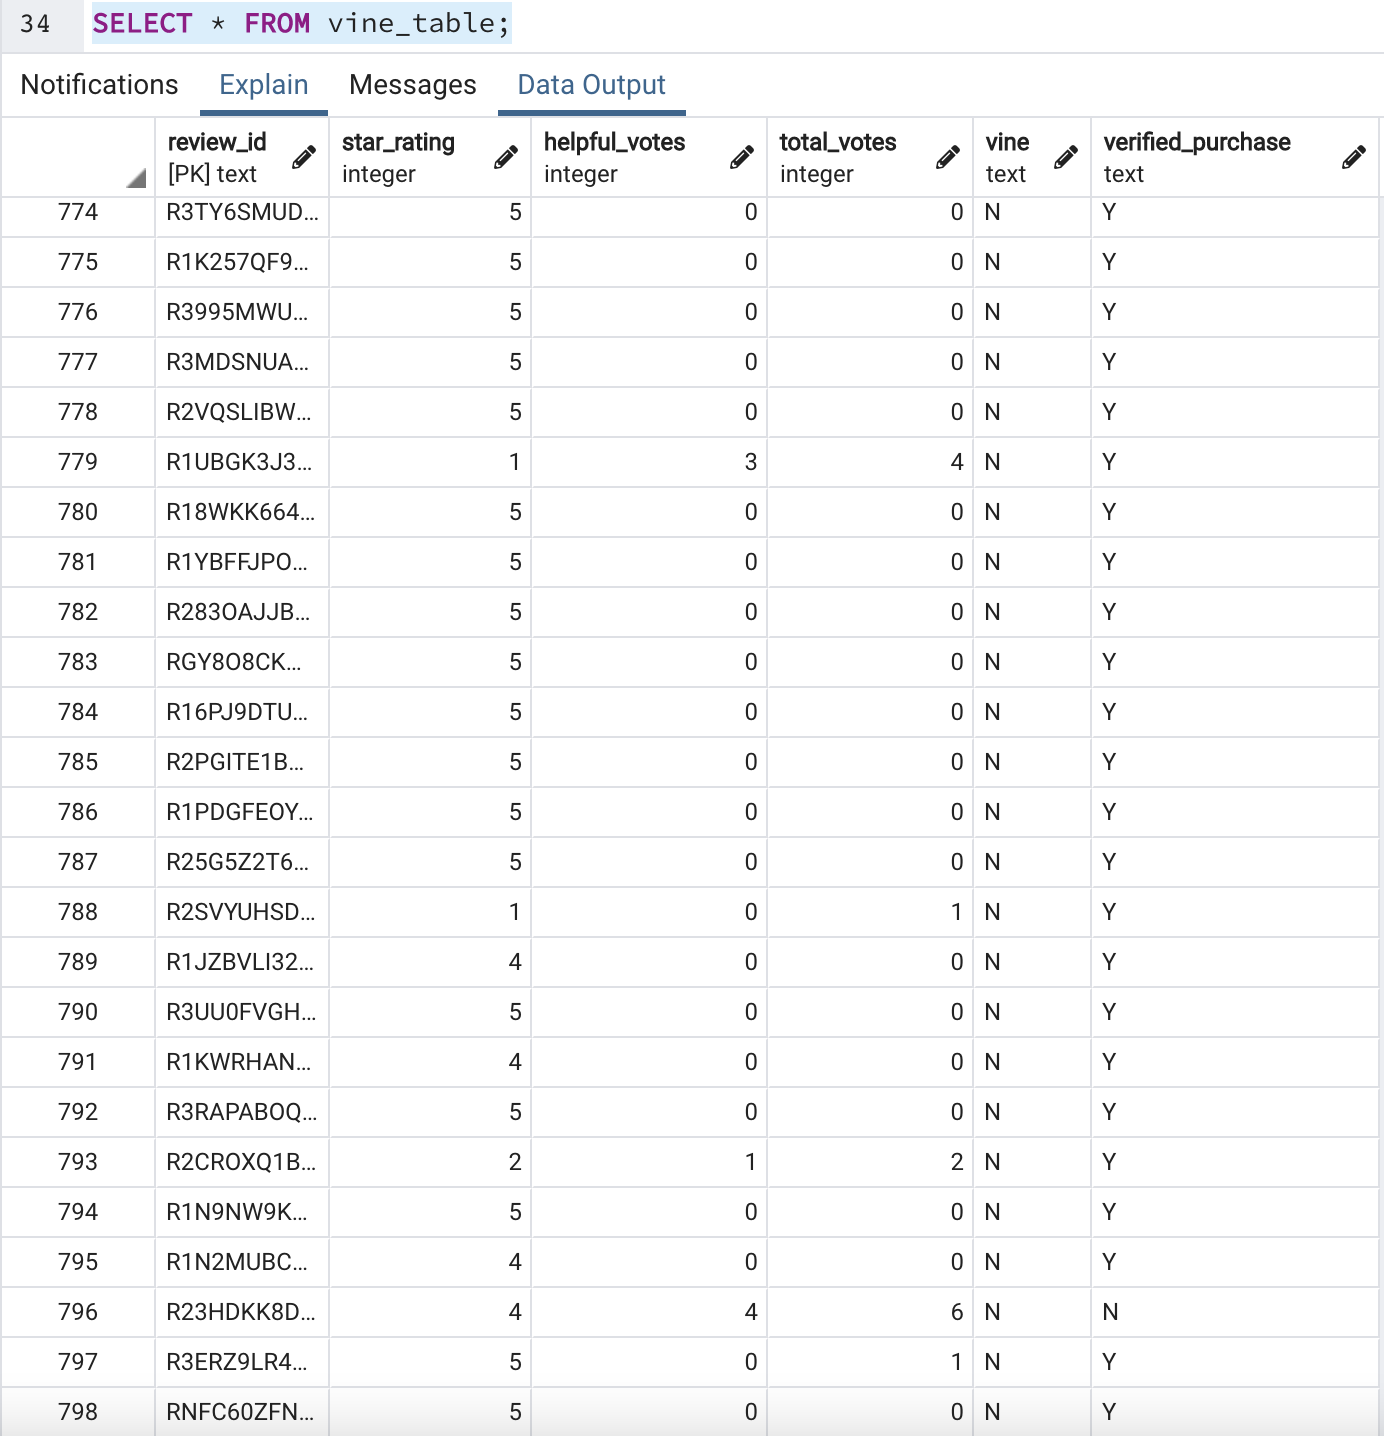 34 SELECT * FROM vine_table;
Notifications Explain Messages Data Output
review_id star_rating helpful_votes total_votes vine verified_purchase
[PK] text integer integer integer text text
774 R3TY6SMUD... 5 0 0 N Y
775 R1K257QF9... 5 0 0 N Y
776 R3995MWU... 5 0 0 N Y
777 R3MDSNUA... 5 0 0 N Y
778 R2VQSLIBW... 5 0 0 N Y
779 R1UBGK3J3... 1 3 4 N Y
780 R18WKK664... 5 0 0 N Y
781 R1YBFFJPO... 5 0 0 N Y
782 R283OAJJB... 5 0 0 N Y
783 RGY8O8CK... 5 0 0 N Y
784 R16PJ9DTU... 5 0 0 N Y
785 R2PGITE1B... 5 0 0 N Y
786 R1PDGFEOY... 5 0 0 N Y
787 R25G5Z2T6... 5 0 0 N Y
788 R2SVYUHSD... 1 0 1 N Y
789 R1JZBVLI32... 4 0 0 N Y
790 R3UU0FVGH... 5 0 0 N Y
791 R1KWRHAN... 4 0 0 N Y
792 R3RAPABOQ... 5 0 0 N Y
793 R2CROXQ1B... 2 1 2 N Y
794 R1N9NW9K... 5 0 0 N Y
795 R1N2MUBC... 4 0 0 N Y
796 R23HDKK8D... 4 4 6 N N
797 R3ERZ9LR4... 5 0 1 N Y
798 RNFC60ZFN... 5 0 0 N Y